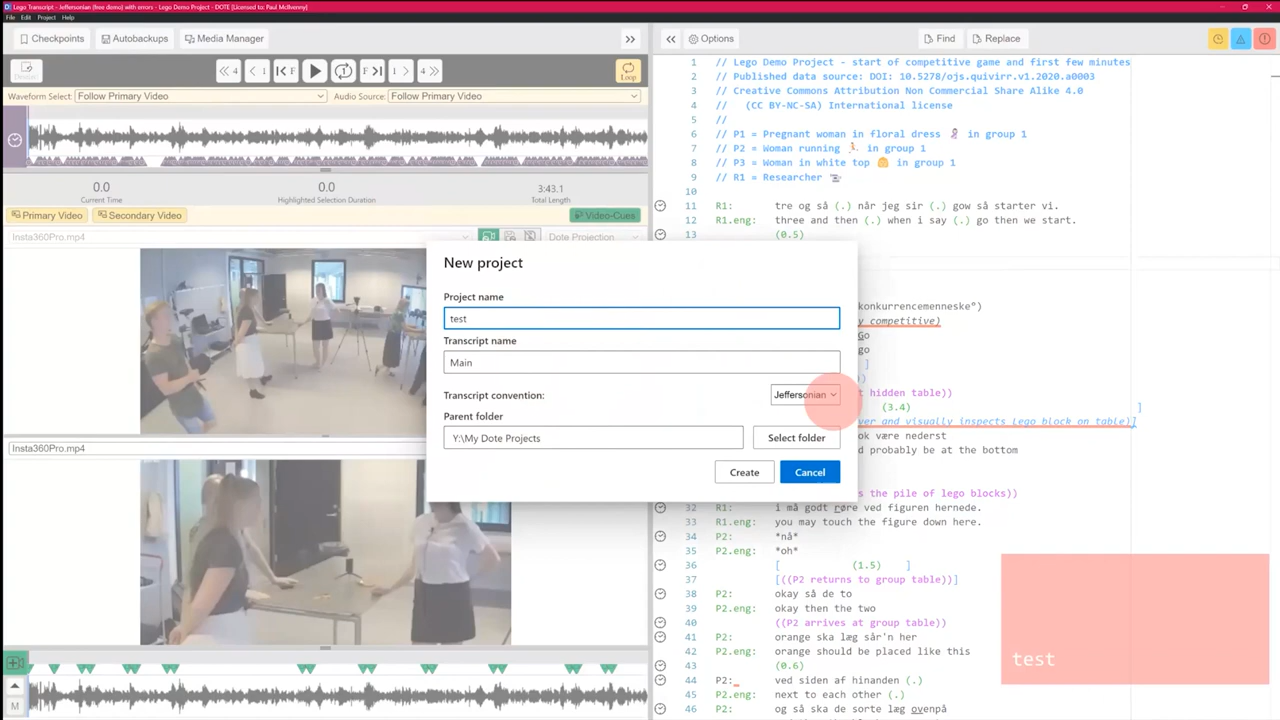 Lego Transcript - Jeffersonian (free demo) with errors - Lego Demo Project - DOTE [Licensed to: Paul McIlvenny]
File Edit Project Help
Checkpoints Autobackups Media Manager
Options Find Replace
« 4 < 1 F F 1 > 4 » Loop
Waveform Select: Follow Primary Video Audio Source: Follow Primary Video
0.0 0.0 3:43.1
Current Time Highlighted Selection Duration Total Length
Primary Video Secondary Video Video-Cues
Insta360Pro.mp4 Dote Projection
Insta360Pro.mp4
M
New project
Project name
test
Transcript name
Main
Transcript convention: Jeffersonian
Parent folder
Y:\My Dote Projects Select folder
Create Cancel
1 // Lego Demo Project - start of competitive game and first few minutes
2 // Published data source: DOI: 10.5278/ojs.quivirr.v1.2020.a0003
3 // Creative Commons Attribution Non Commercial Share Alike 4.0
4 // (CC BY-NC-SA) International license
5 //
6 // P1 = Pregnant woman in floral dress in group 1
7 // P2 = Woman running in group 1
8 // P3 = Woman in white top in group 1
9 // R1 = Researcher
10
11 R1: tre og så (.) når jeg sir (.) gow så starter vi.
12 R1.eng: three and then (.) when i say (.) go then we start.
13 (0.5)
konkurrencemenneske°)
y competitive)
Go
go
]
))
t hidden table))
(3.4) ]
ver and visually inspects Lego block on table)]
ok være nederst
d probably be at the bottom
s the pile of lego blocks))
32 R1: i må godt røre ved figuren hernede.
33 R1.eng: you may touch the figure down here.
34 P2: *nå*
35 P2.eng: *oh*
36 [ (1.5) ]
37 [((P2 returns to group table))]
38 P2: okay så de to
39 P2.eng: okay then the two
40 ((P2 arrives at group table))
41 P2: orange ska læg sår'n her
42 P2.eng: orange should be placed like this
43 (0.6)
44 P2: ved siden af hinanden (.)
45 P2.eng: next to each other (.)
46 P2: og så ska de sorte læg ovenpå
test